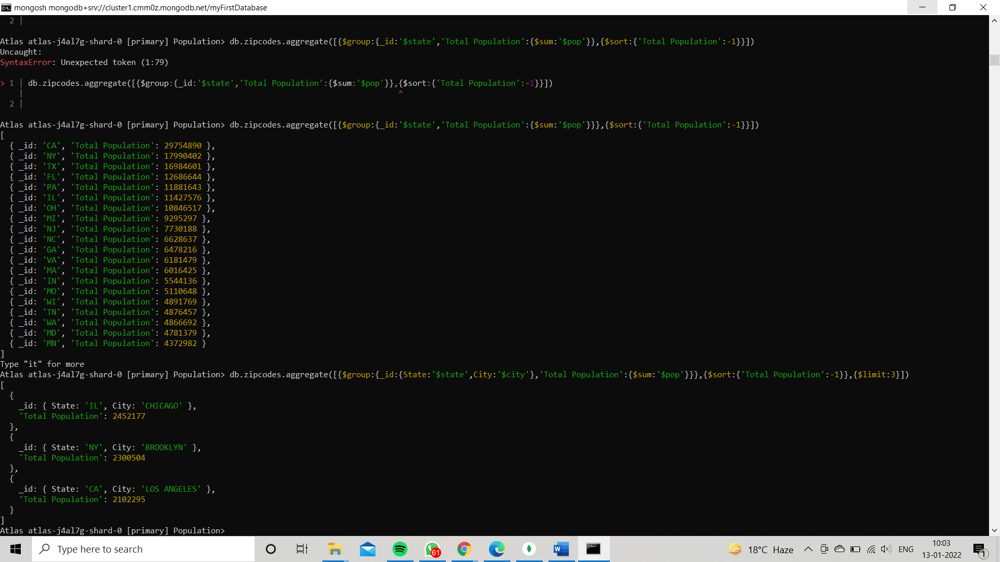 mongosh mongodb+srv://cluster1.cmm0z.mongodb.net/myFirstDatabase
2 |
Atlas atlas-j4al7g-shard-0 [primary] Population> db.zipcodes.aggregate([{$group:{_id:'$state','Total Population':{$sum:'$pop'}},{$sort:{'Total Population':-1}}])
Uncaught:
SyntaxError: Unexpected token (1:79)
> 1 | db.zipcodes.aggregate([{$group:{_id:'$state','Total Population':{$sum:'$pop'}},{$sort:{'Total Population':-1}}])
| ^
2 |
Atlas atlas-j4al7g-shard-0 [primary] Population> db.zipcodes.aggregate([{$group:{_id:'$state','Total Population':{$sum:'$pop'}}},{$sort:{'Total Population':-1}}])
[
{ _id: 'CA', 'Total Population': 29754890 },
{ _id: 'NY', 'Total Population': 17990402 },
{ _id: 'TX', 'Total Population': 16984601 },
{ _id: 'FL', 'Total Population': 12686644 },
{ _id: 'PA', 'Total Population': 11881643 },
{ _id: 'IL', 'Total Population': 11427576 },
{ _id: 'OH', 'Total Population': 10846517 },
{ _id: 'MI', 'Total Population': 9295297 },
{ _id: 'NJ', 'Total Population': 7730188 },
{ _id: 'NC', 'Total Population': 6628637 },
{ _id: 'GA', 'Total Population': 6478216 },
{ _id: 'VA', 'Total Population': 6181479 },
{ _id: 'MA', 'Total Population': 6016425 },
{ _id: 'IN', 'Total Population': 5544136 },
{ _id: 'MO', 'Total Population': 5110648 },
{ _id: 'WI', 'Total Population': 4891769 },
{ _id: 'TN', 'Total Population': 4876457 },
{ _id: 'WA', 'Total Population': 4866692 },
{ _id: 'MD', 'Total Population': 4781379 },
{ _id: 'MN', 'Total Population': 4372982 }
]
Type "it" for more
Atlas atlas-j4al7g-shard-0 [primary] Population> db.zipcodes.aggregate([{$group:{_id:{State:'$state',City:'$city'},'Total Population':{$sum:'$pop'}}},{$sort:{'Total Population':-1}},{$limit:3}])
[
{
_id: { State: 'IL', City: 'CHICAGO' },
'Total Population': 2452177
},
{
_id: { State: 'NY', City: 'BROOKLYN' },
'Total Population': 2300504
},
{
_id: { State: 'CA', City: 'LOS ANGELES' },
'Total Population': 2102295
}
]
Atlas atlas-j4al7g-shard-0 [primary] Population>
Type here to search
61
18°C Haze
ENG
10:03
13-01-2022
1